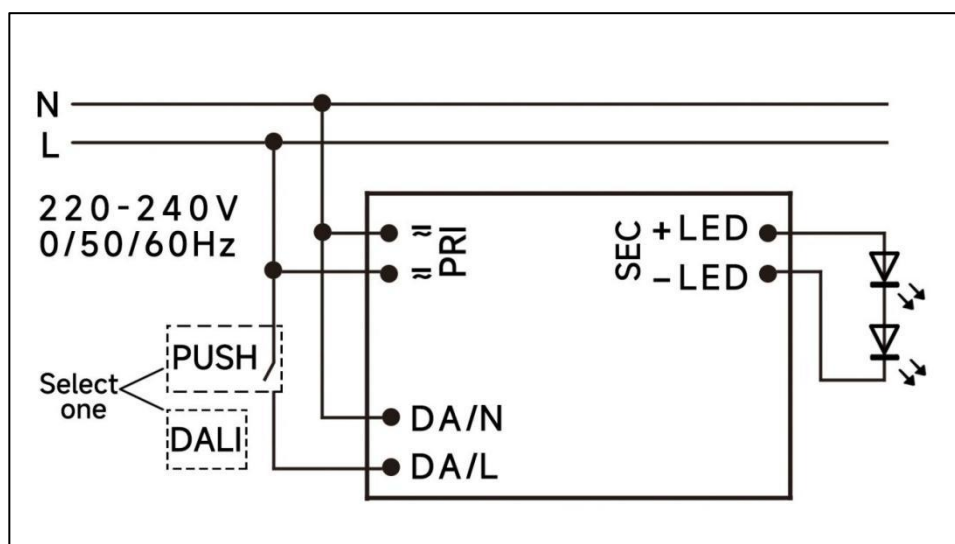 N
L
220-240V
0/50/60Hz
PRI
SEC
+LED
-LED
PUSH
Select
one
DALI
DA/N
DA/L